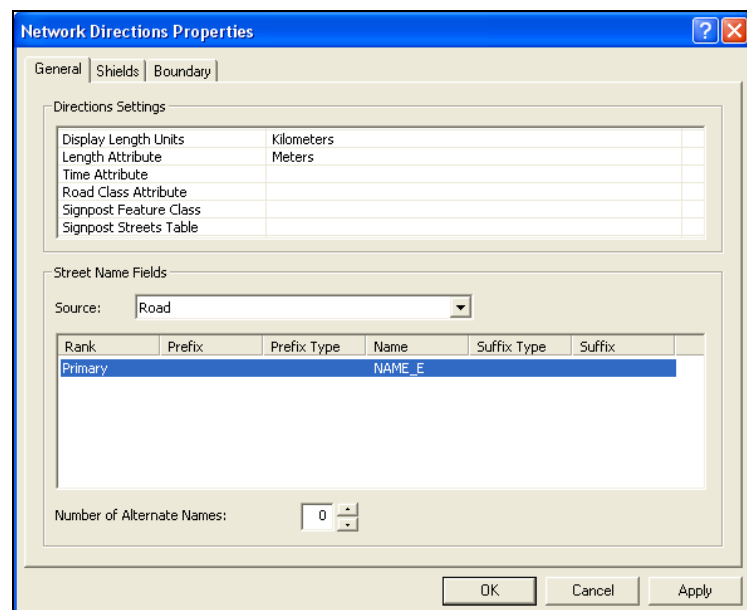 Network Directions Properties
General Shields Boundary
Directions Settings
Display Length Units Kilometers
Length Attribute Meters
Time Attribute
Road Class Attribute
Signpost Feature Class
Signpost Streets Table
Street Name Fields
Source: Road
Rank Prefix Prefix Type Name Suffix Type Suffix
Primary NAME_E
Number of Alternate Names: 0
OK Cancel Apply